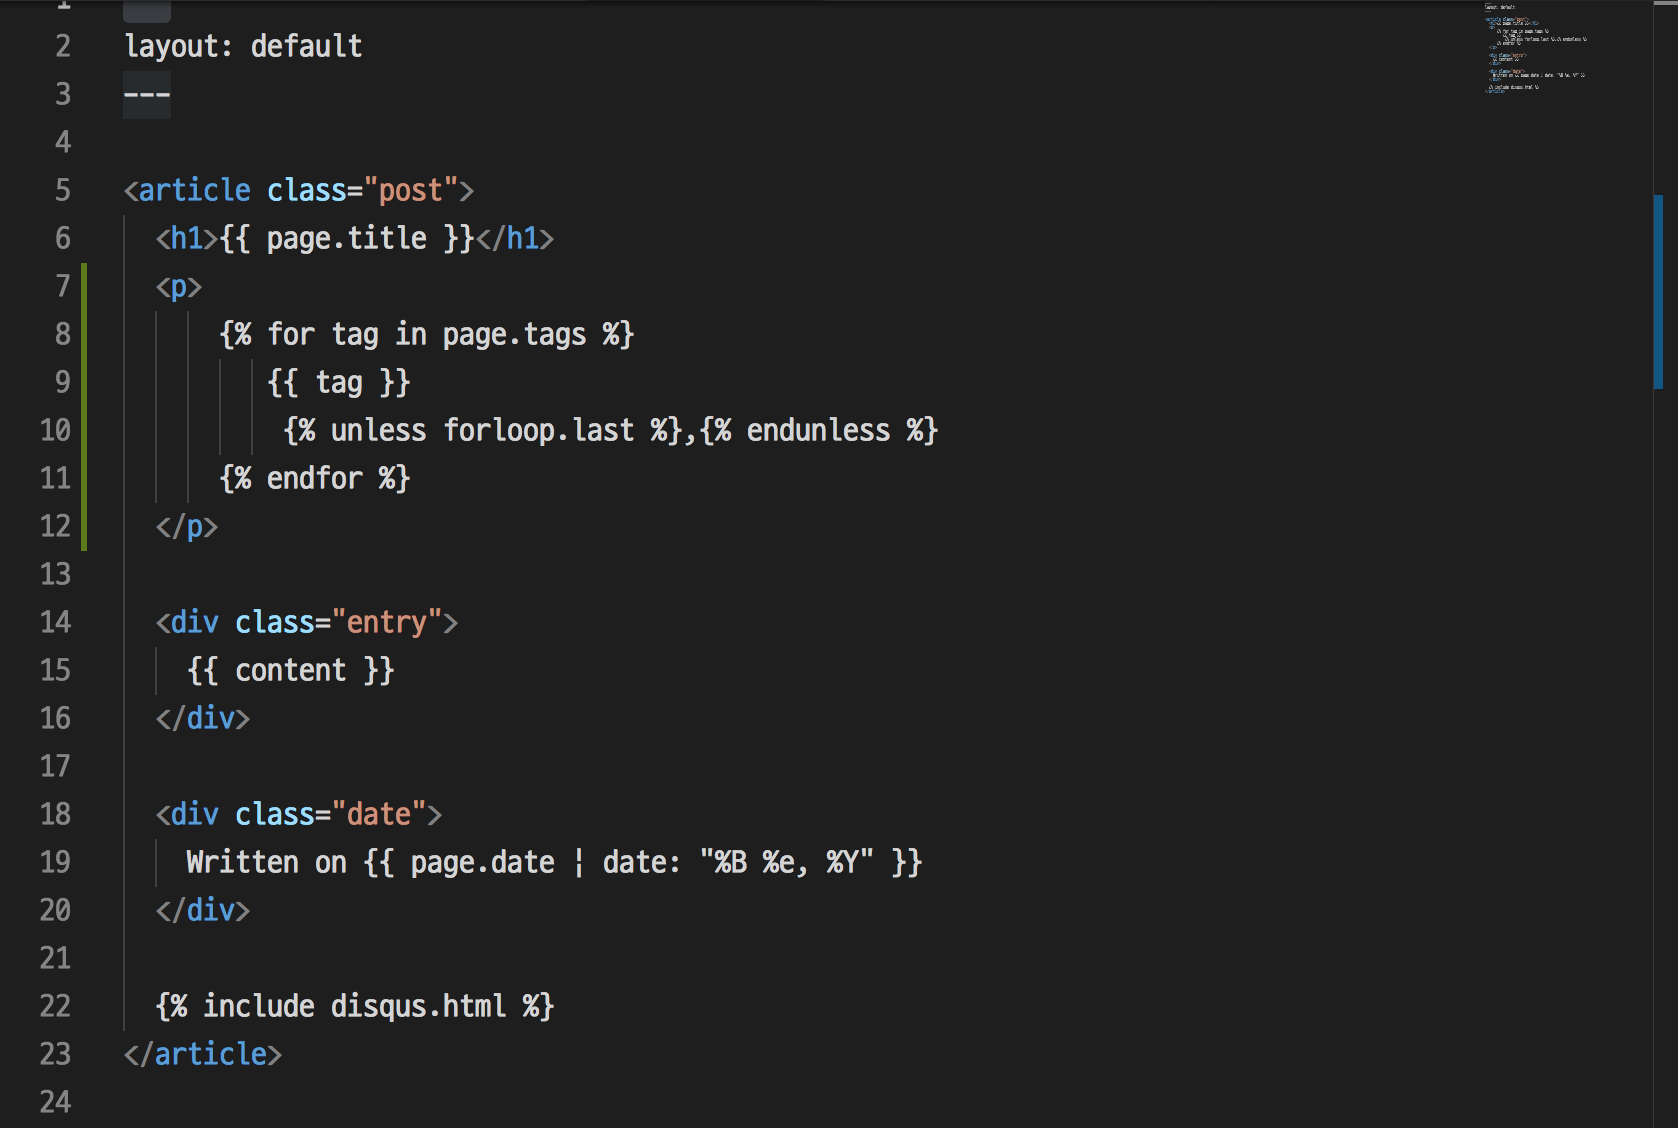 1
2 layout: default
3 ---
4
5 <article class="post">
6   <h1>{{ page.title }}</h1>
7   <p>
8       {% for tag in page.tags %}
9          {{ tag }}
10           {% unless forloop.last %},{% endunless %}
11       {% endfor %}
12   </p>
13
14   <div class="entry">
15     {{ content }}
16   </div>
17
18   <div class="date">
19     Written on {{ page.date | date: "%B %e, %Y" }}
20   </div>
21
22   {% include disqus.html %}
23 </article>
24